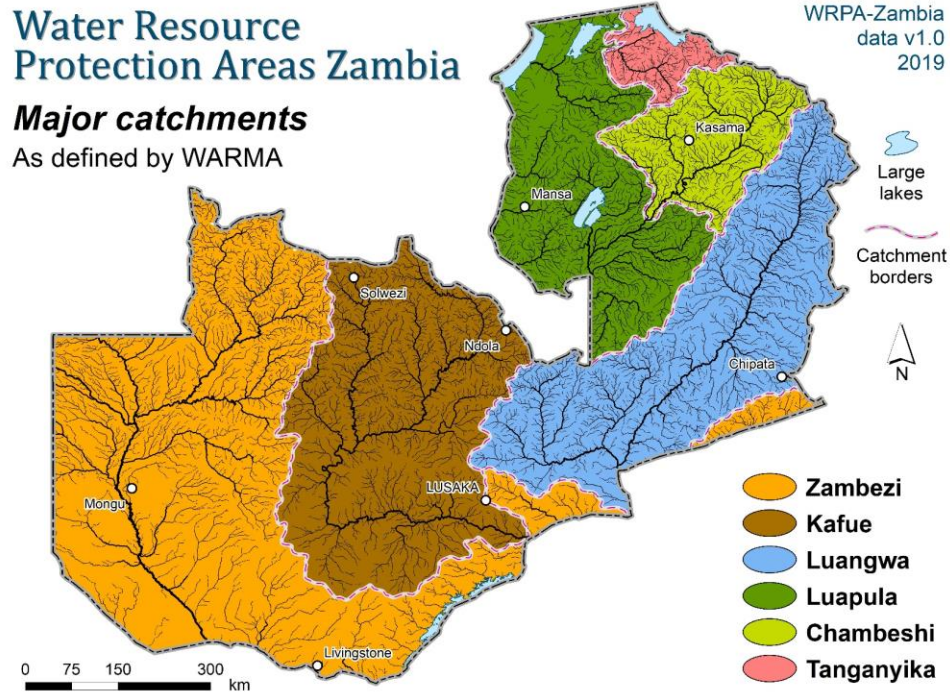 Water Resource
Protection Areas Zambia
Major catchments
As defined by WARMA
WRPA-Zambia
data v1.0
2019
Kasama
Large
lakes
Mansa
Catchment
borders
Solwezi
N
Ndola
Chipata
Mongu
LUSAKA
Zambezi
Kafue
Luangwa
Luapula
Chambeshi
Tanganyika
Livingstone
0 75 150 300
km